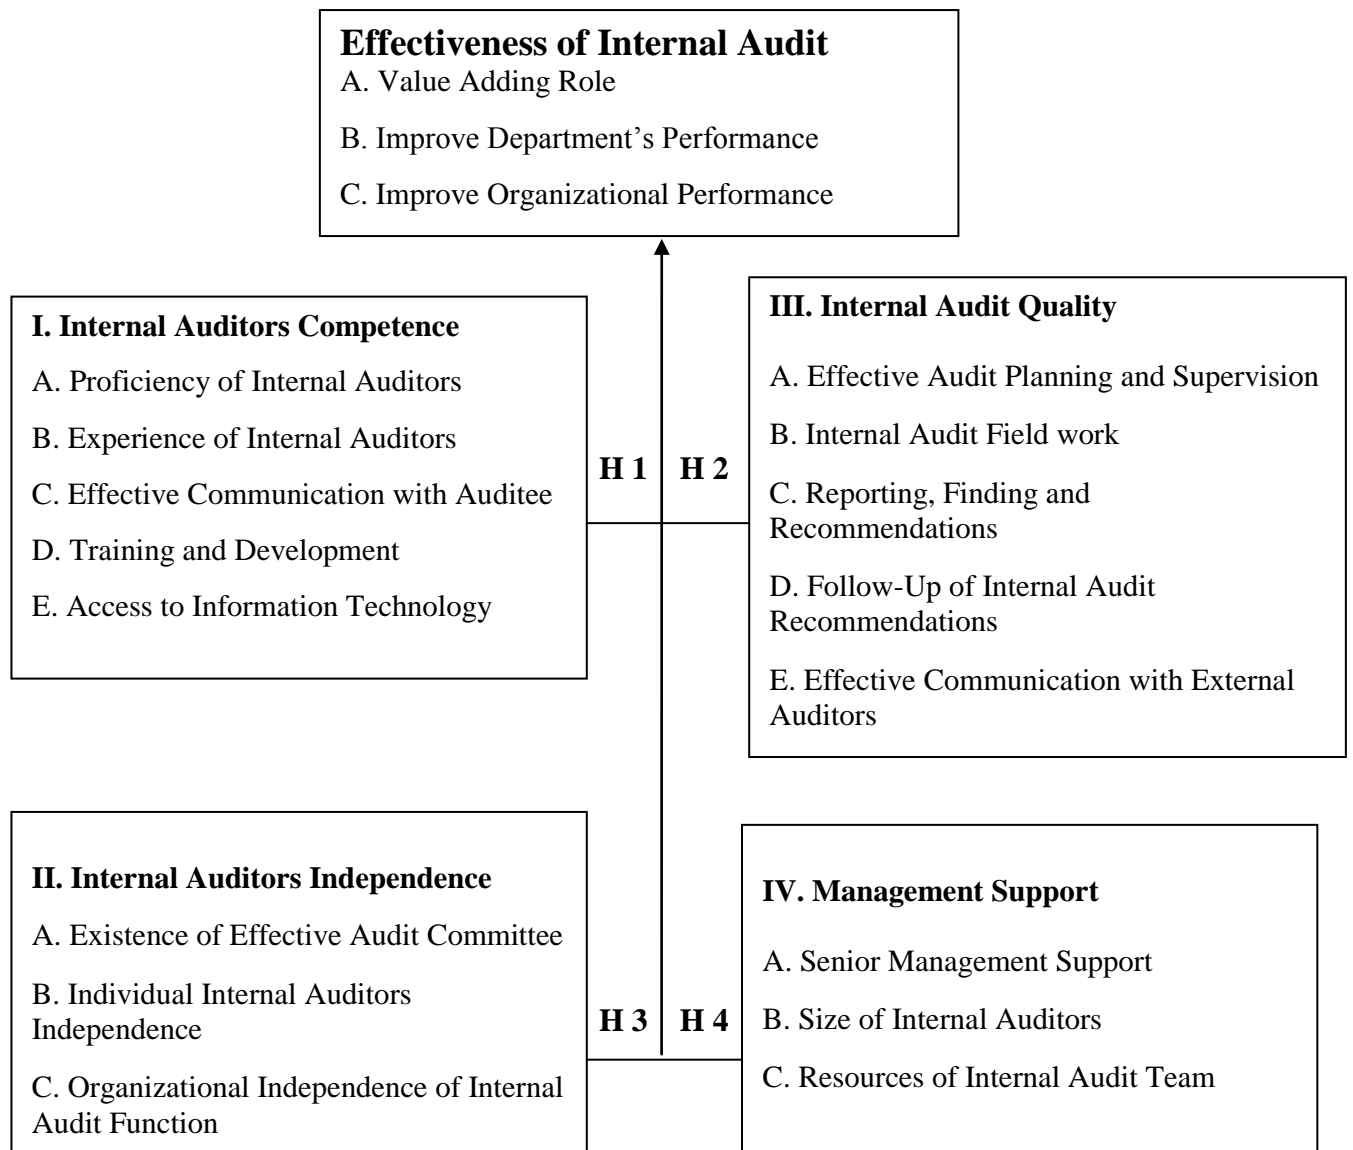 Effectiveness of Internal Audit
A. Value Adding Role
B. Improve Department’s Performance
C. Improve Organizational Performance
I. Internal Auditors Competence
A. Proficiency of Internal Auditors
B. Experience of Internal Auditors
C. Effective Communication with Auditee
D. Training and Development
E. Access to Information Technology
H 1
H 2
III. Internal Audit Quality
A. Effective Audit Planning and Supervision
B. Internal Audit Field work
C. Reporting, Finding and
Recommendations
D. Follow-Up of Internal Audit
Recommendations
E. Effective Communication with External
Auditors
II. Internal Auditors Independence
A. Existence of Effective Audit Committee
B. Individual Internal Auditors
Independence
C. Organizational Independence of Internal
Audit Function
H 3
H 4
IV. Management Support
A. Senior Management Support
B. Size of Internal Auditors
C. Resources of Internal Audit Team